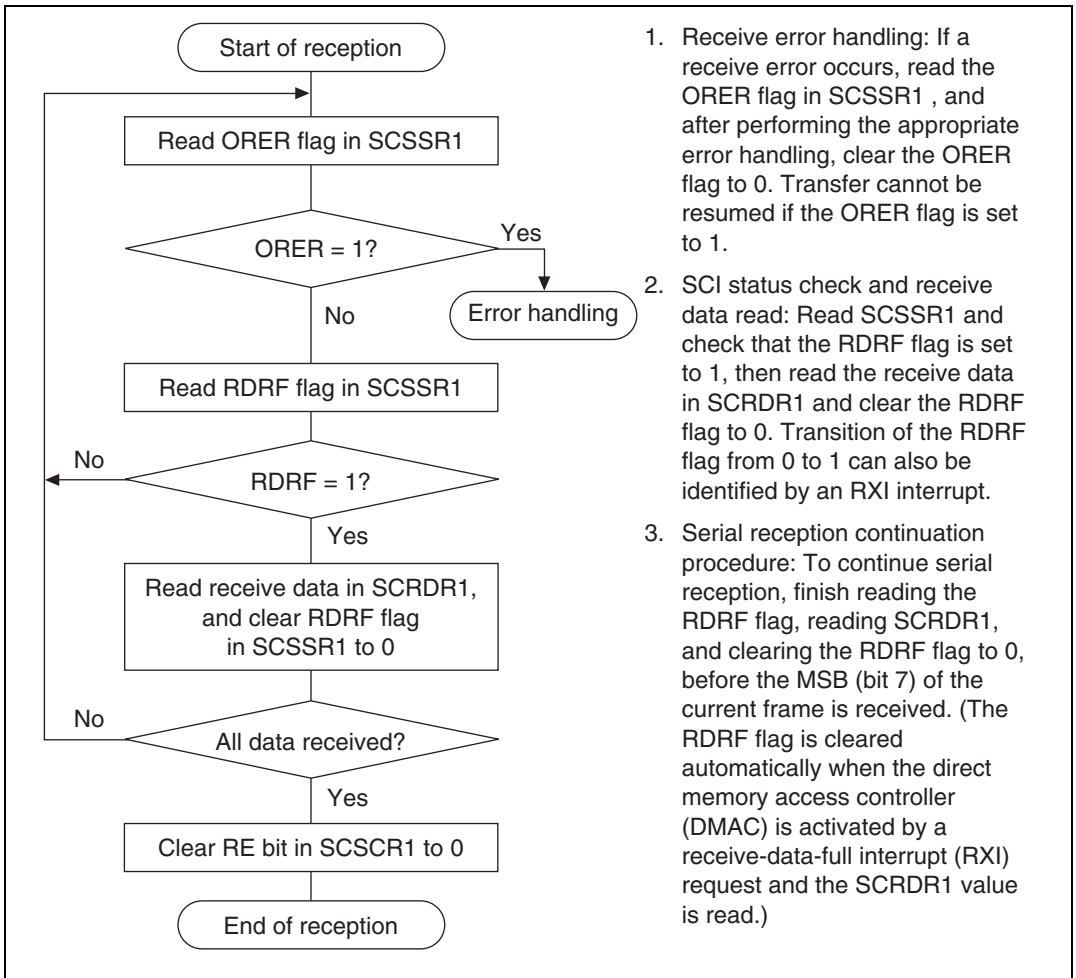 Start of reception
Read ORER flag in SCSSR1
ORER = 1?
Yes
Error handling
No
Read RDRF flag in SCSSR1
No
RDRF = 1?
Yes
Read receive data in SCRDR1,
and clear RDRF flag
in SCSSR1 to 0
No
All data received?
Yes
Clear RE bit in SCSCR1 to 0
End of reception
1. Receive error handling: If a
receive error occurs, read the
ORER flag in SCSSR1 , and
after performing the appropriate
error handling, clear the ORER
flag to 0. Transfer cannot be
resumed if the ORER flag is set
to 1.
2. SCI status check and receive
data read: Read SCSSR1 and
check that the RDRF flag is set
to 1, then read the receive data
in SCRDR1 and clear the RDRF
flag to 0. Transition of the RDRF
flag from 0 to 1 can also be
identified by an RXI interrupt.
3. Serial reception continuation
procedure: To continue serial
reception, finish reading the
RDRF flag, reading SCRDR1,
and clearing the RDRF flag to 0,
before the MSB (bit 7) of the
current frame is received. (The
RDRF flag is cleared
automatically when the direct
memory access controller
(DMAC) is activated by a
receive-data-full interrupt (RXI)
request and the SCRDR1 value
is read.)